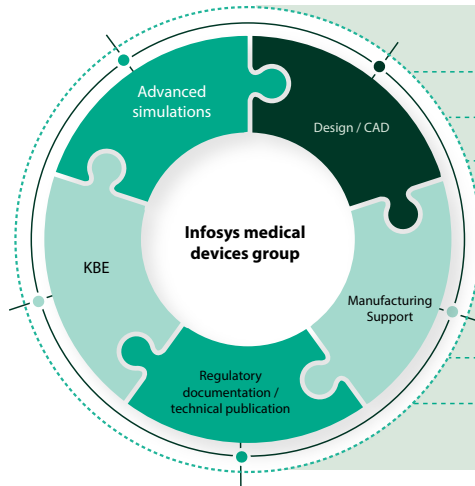 Advanced
simulations
Design / CAD
Infosys medical
devices group
KBE
Manufacturing
Support
Regulatory
documentation /
technical publication